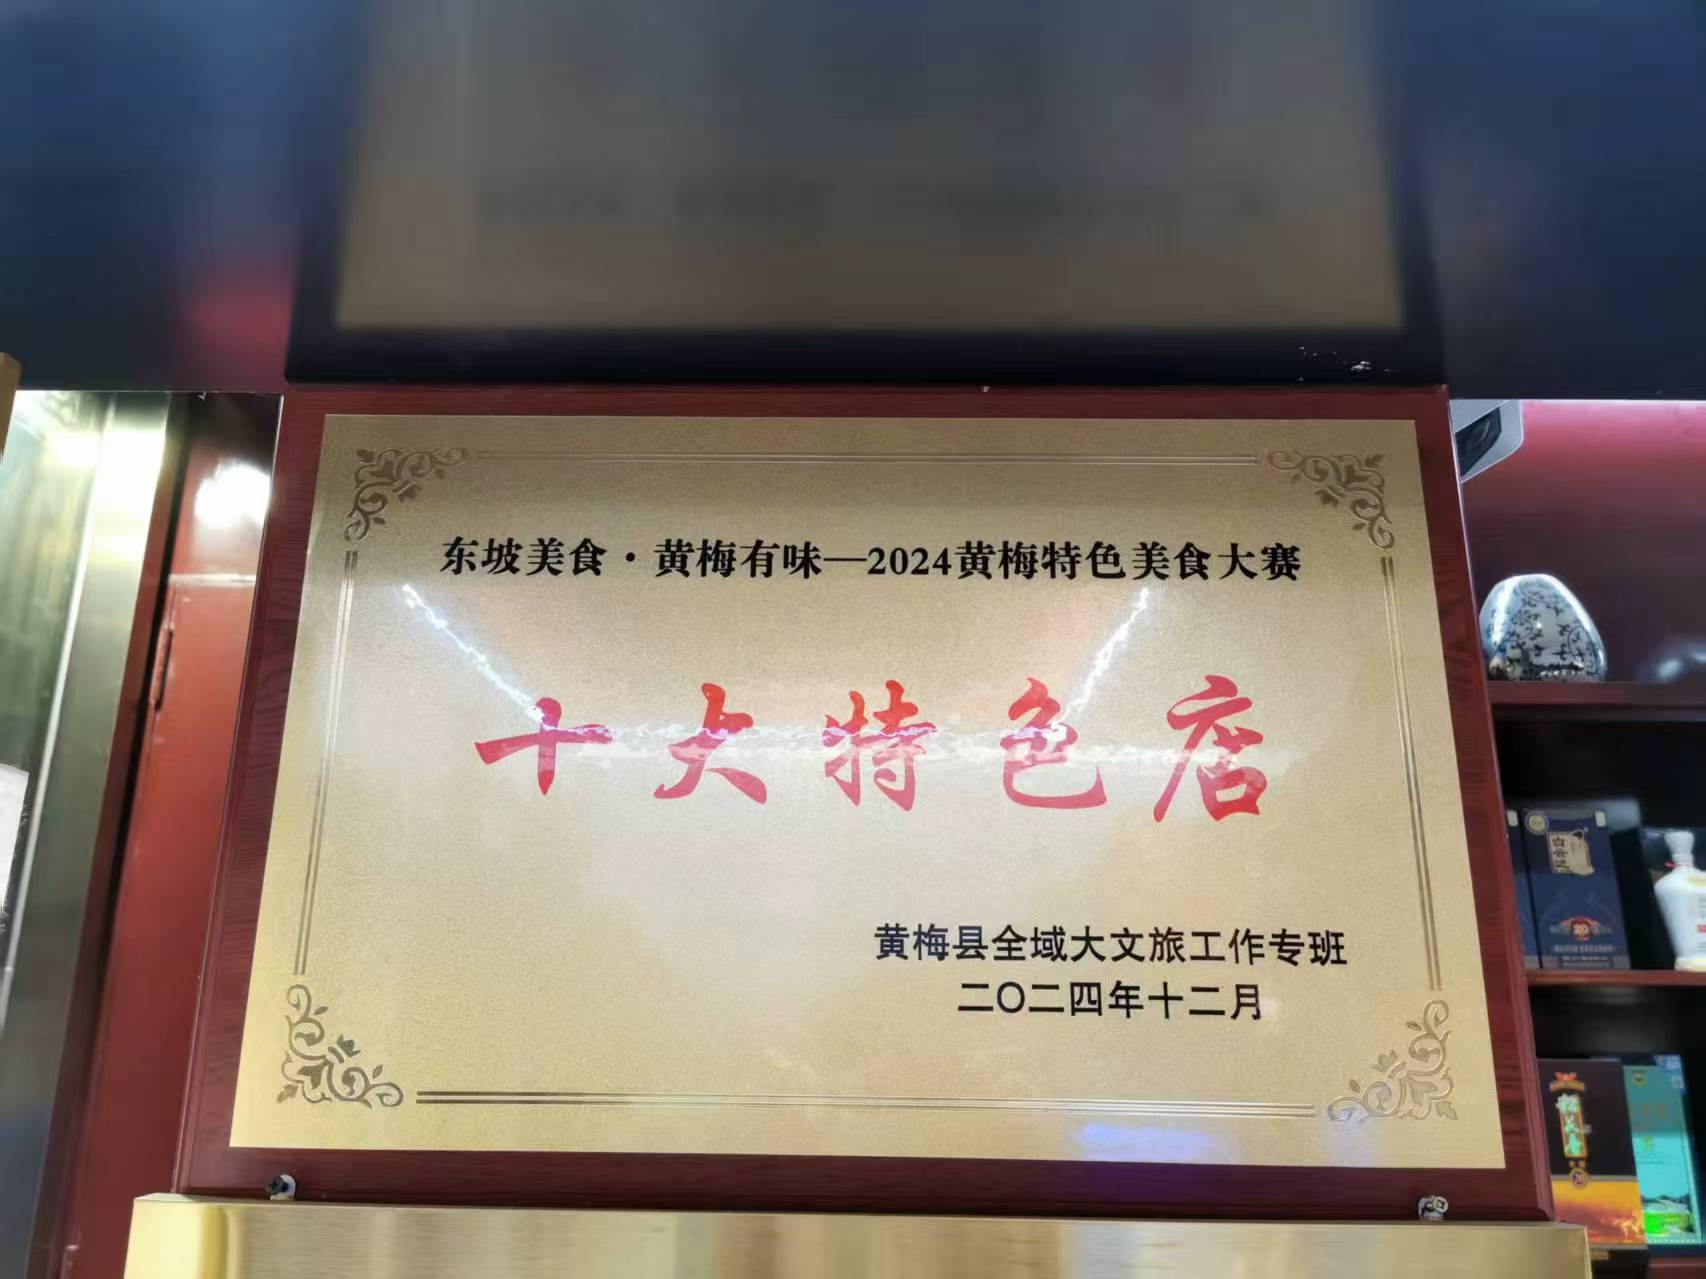 东坡美食·黄梅有味—2024黄梅特色美食大赛
十大特色店
黄梅县全域大文旅工作专班
二〇二四年十二月
20